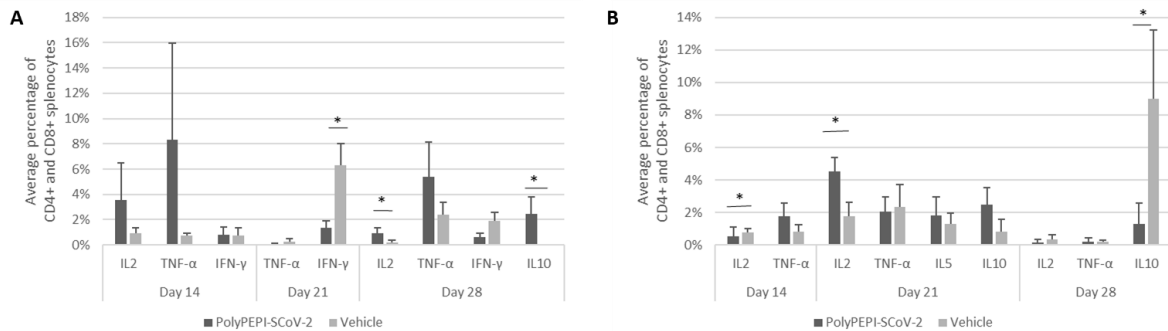 A
Average percentage of
CD4+ and CD8+ splenocytes
18%
16%
14%
12%
10%
8%
6%
4%
2%
0%
*
*
*
IL2 TNF-α IFN-γ TNF-α IFN-γ IL2 TNF-α IFN-γ IL10
Day 14 Day 21 Day 28
PolyPEPI-SCoV-2 Vehicle
B
Average percentage of
CD4+ and CD8+ splenocytes
14%
12%
10%
8%
6%
4%
2%
0%
*
*
*
IL2 TNF-α IL2 TNF-α IL5 IL10 IL2 TNF-α IL10
Day 14 Day 21 Day 28
PolyPEPI-SCoV-2 Vehicle